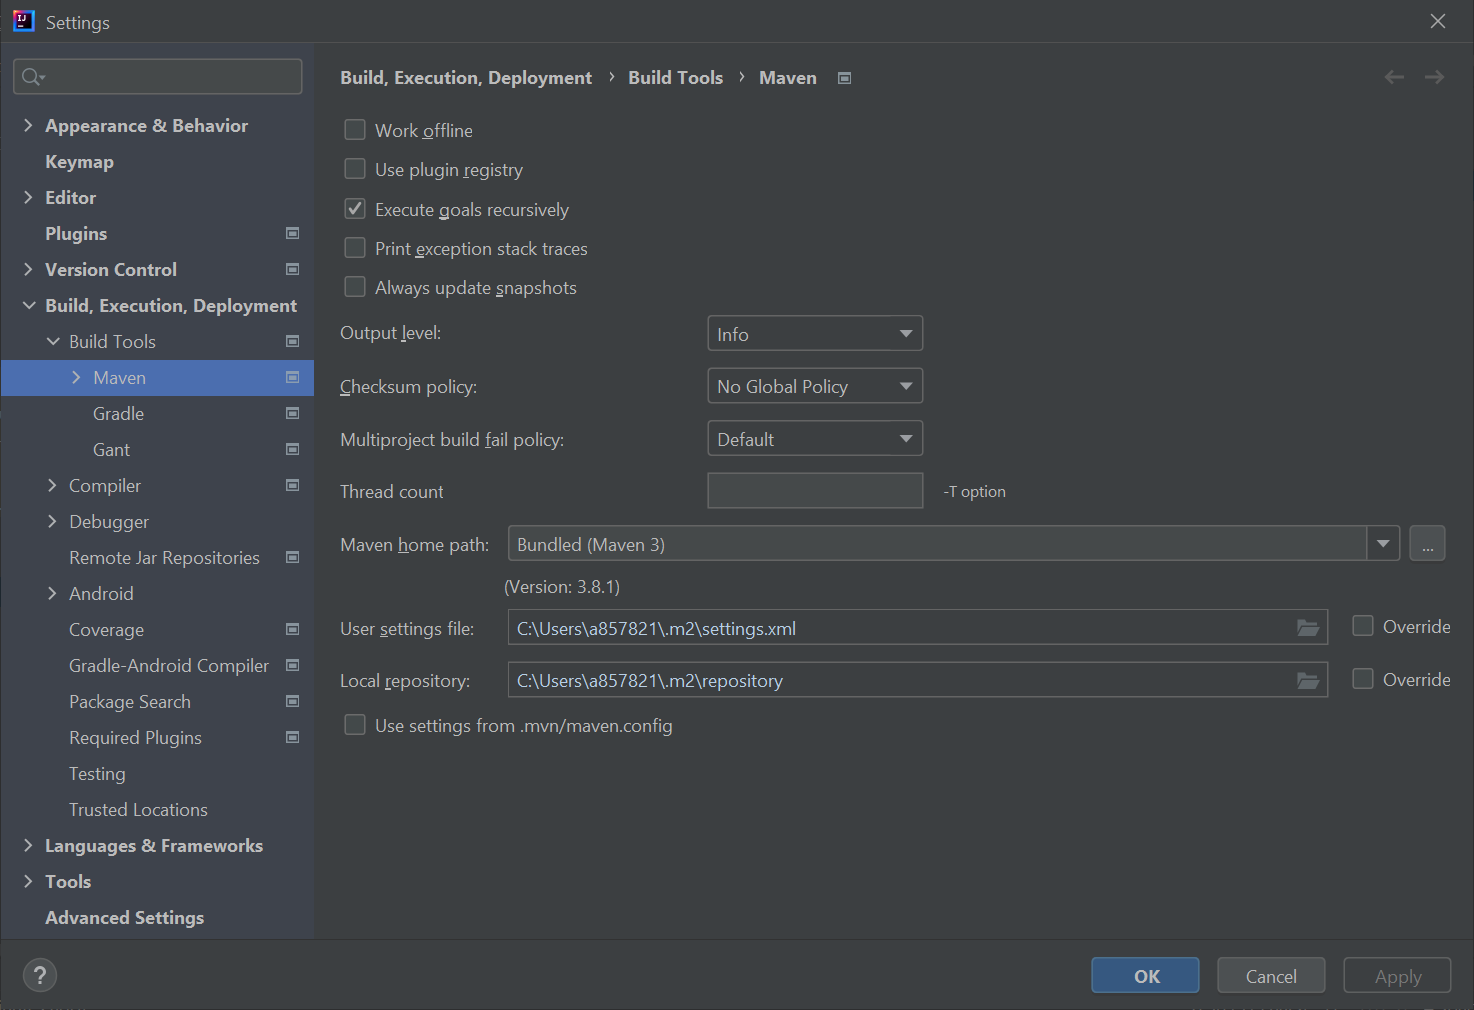 Settings
Appearance & Behavior
Keymap
Editor
Plugins
Version Control
Build, Execution, Deployment
Build Tools
Maven
Gradle
Gant
Compiler
Debugger
Remote Jar Repositories
Android
Coverage
Gradle-Android Compiler
Package Search
Required Plugins
Testing
Trusted Locations
Languages & Frameworks
Tools
Advanced Settings
Build, Execution, Deployment › Build Tools › Maven
Work offline
Use plugin registry
Execute goals recursively
Print exception stack traces
Always update snapshots
Output level: Info
Checksum policy: No Global Policy
Multiproject build fail policy: Default
Thread count -T option
Maven home path: Bundled (Maven 3) ...
(Version: 3.8.1)
User settings file: C:\Users\a857821\.m2\settings.xml Override
Local repository: C:\Users\a857821\.m2\repository Override
Use settings from .mvn/maven.config
? OK Cancel Apply